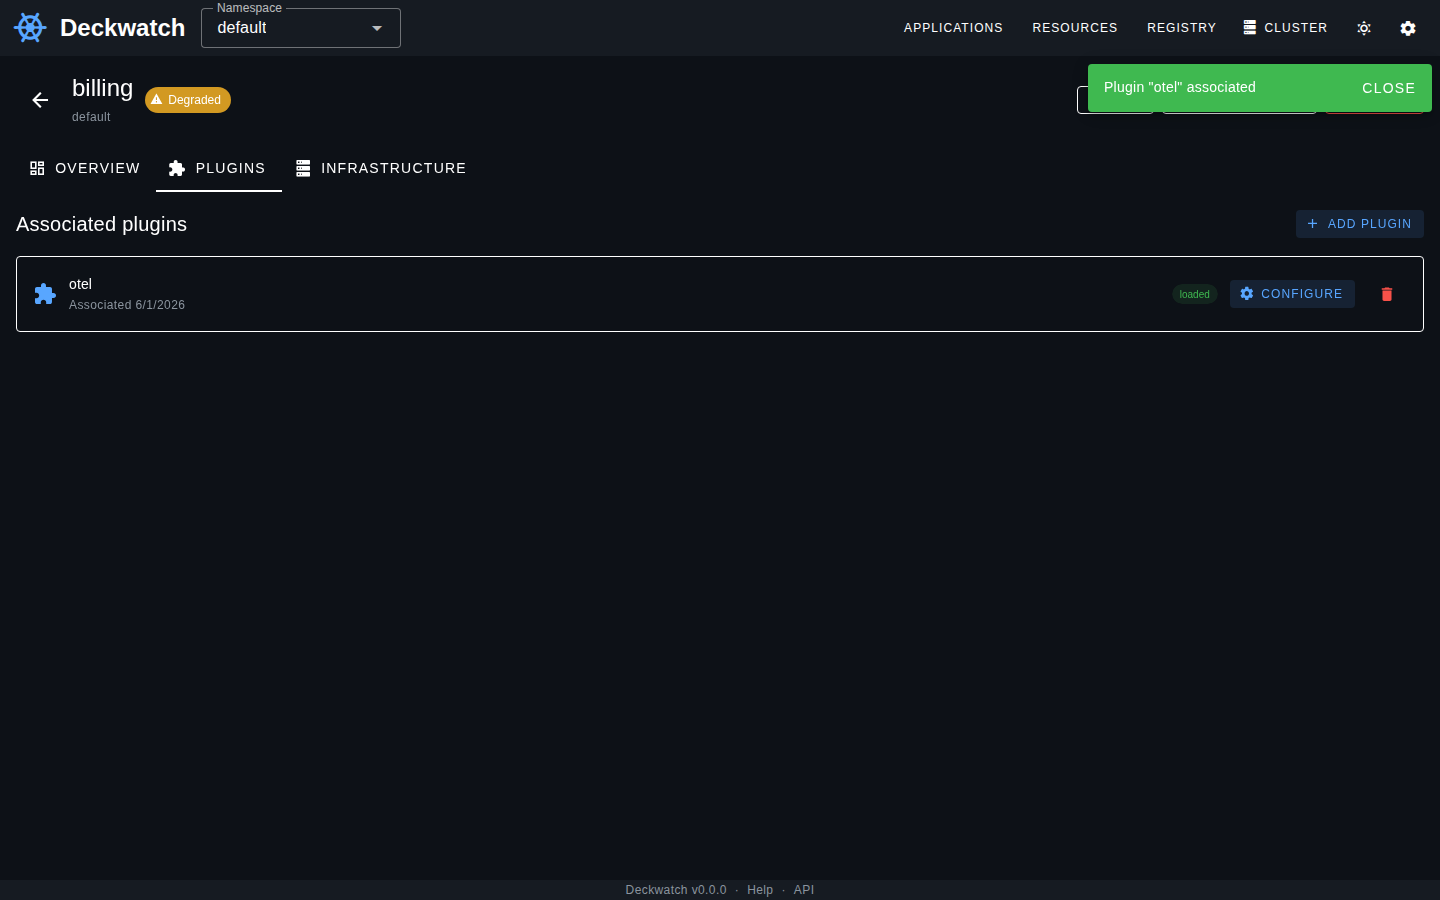 Deckwatch
Namespace
default
APPLICATIONS
RESOURCES
REGISTRY
CLUSTER
billing
default
Degraded
Plugin "otel" associated
CLOSE
OVERVIEW
PLUGINS
INFRASTRUCTURE
Associated plugins
ADD PLUGIN
otel
Associated 6/1/2026
loaded
CONFIGURE
Deckwatch v0.0.0 · Help · API